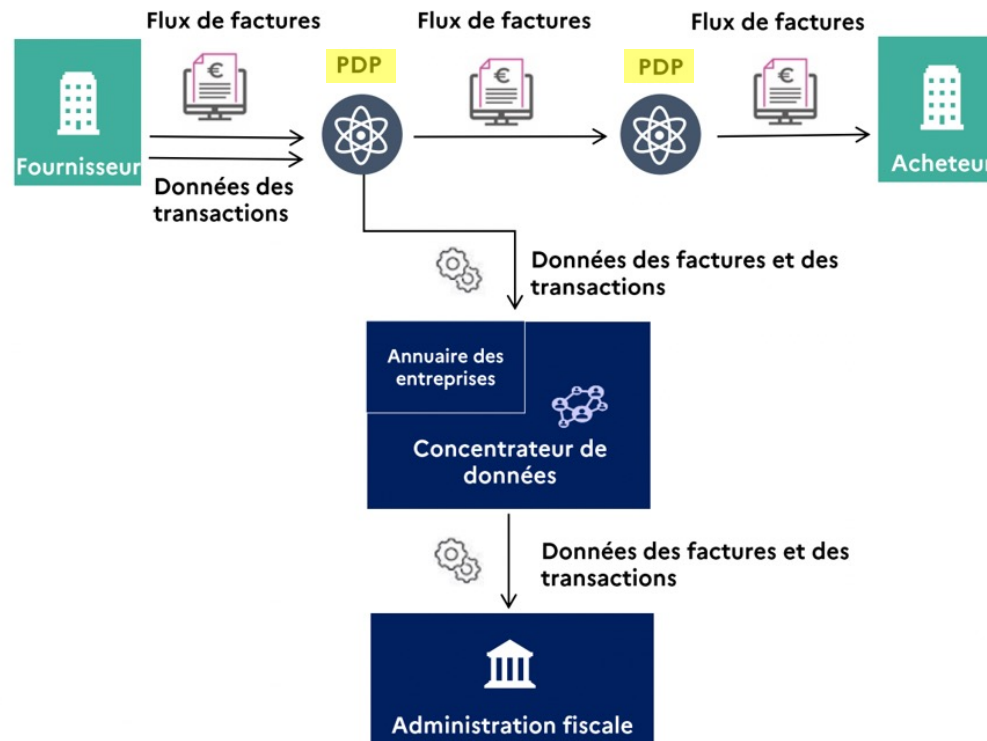 Flux de factures
Flux de factures
Flux de factures
PDP
PDP
€
€
€
Fournisseur
Acheteur
Données des
transactions
Données des factures et des
transactions
Annuaire des
entreprises
Concentrateur de
données
Données des factures et des
transactions
Administration fiscale